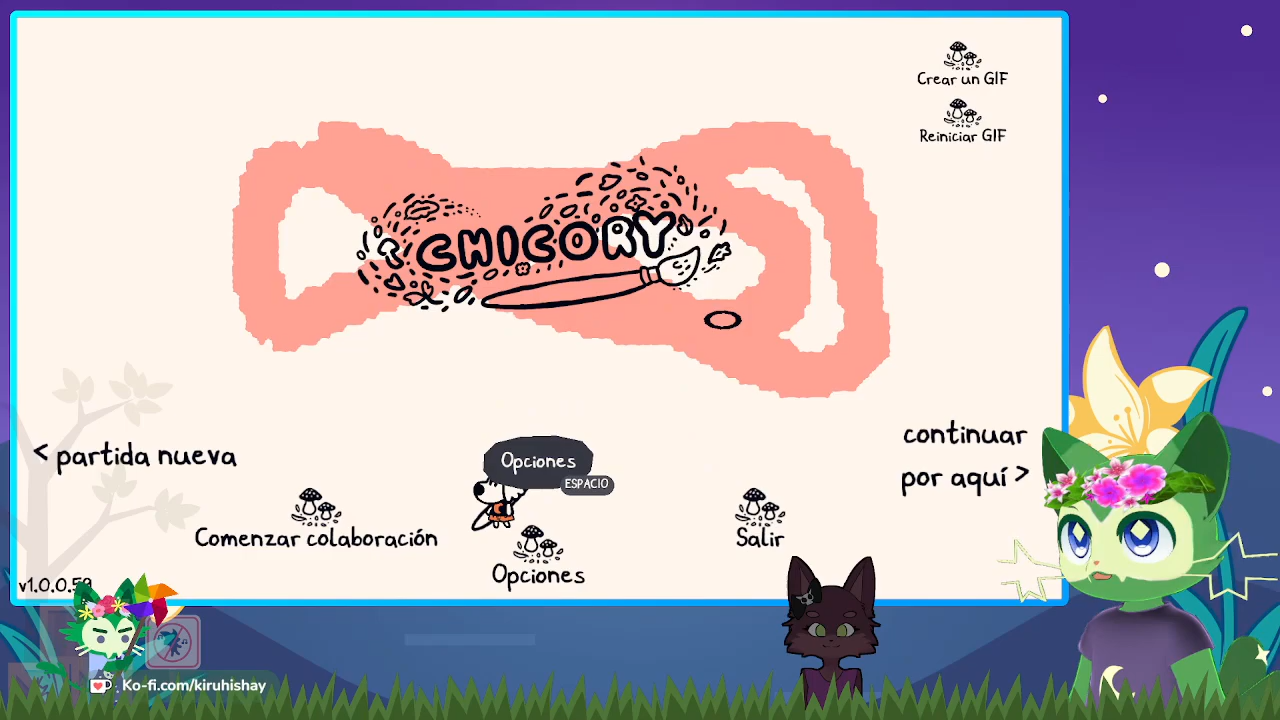 Crear un GIF
Reiniciar GIF
CHICORY
< partida nueva
continuar
por aquí >
Opciones
ESPACIO
Comenzar colaboración
Opciones
Salir
Ko-fi.com/kiruhishay